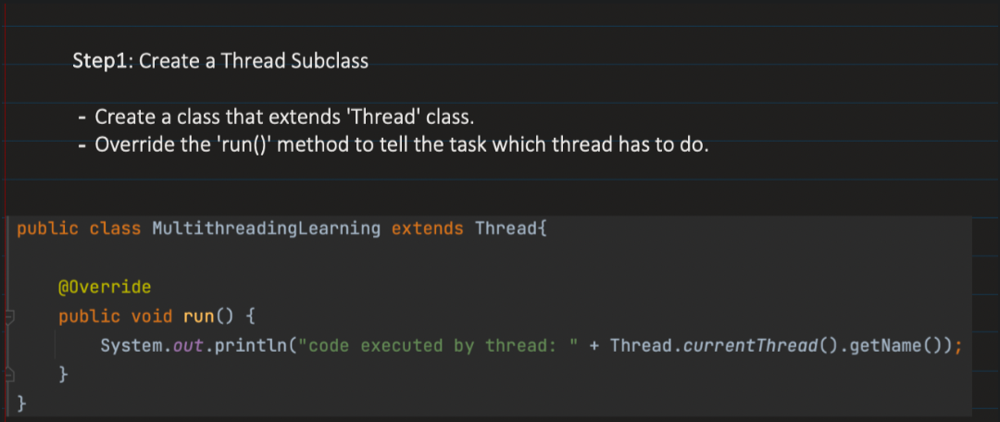 Step1: Create a Thread Subclass
- Create a class that extends 'Thread' class.
- Override the 'run()' method to tell the task which thread has to do.
public class MultithreadingLearning extends Thread{
@Override
public void run() {
System.out.println("code executed by thread: " + Thread.currentThread().getName());
}
}